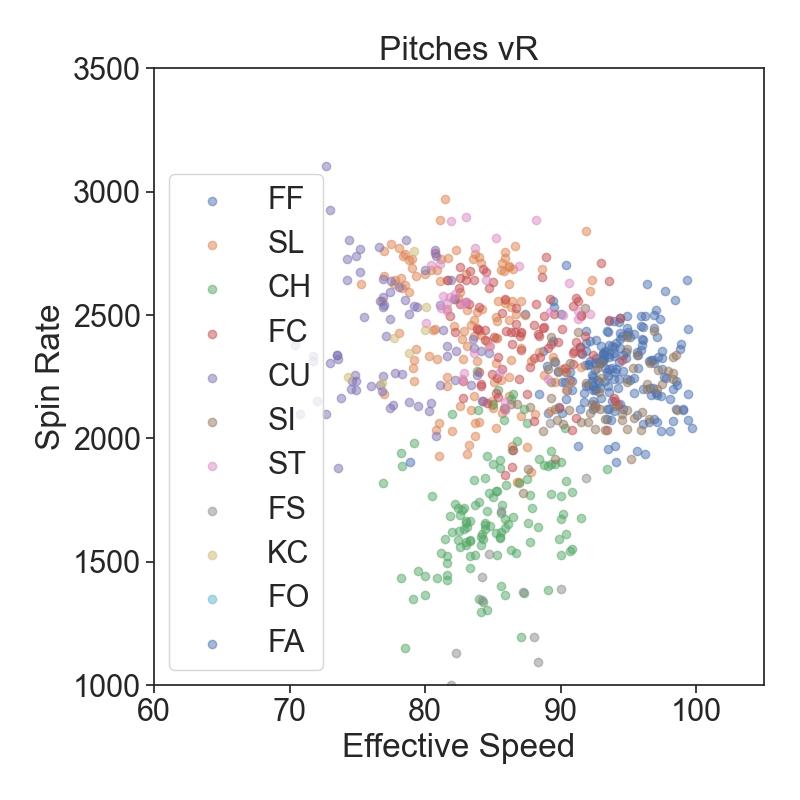 Pitches vR
3500
3000
2500
2000
1500
1000
Spin Rate
FF
SL
CH
FC
CU
SI
ST
FS
KC
FO
FA
60 70 80 90 100
Effective Speed